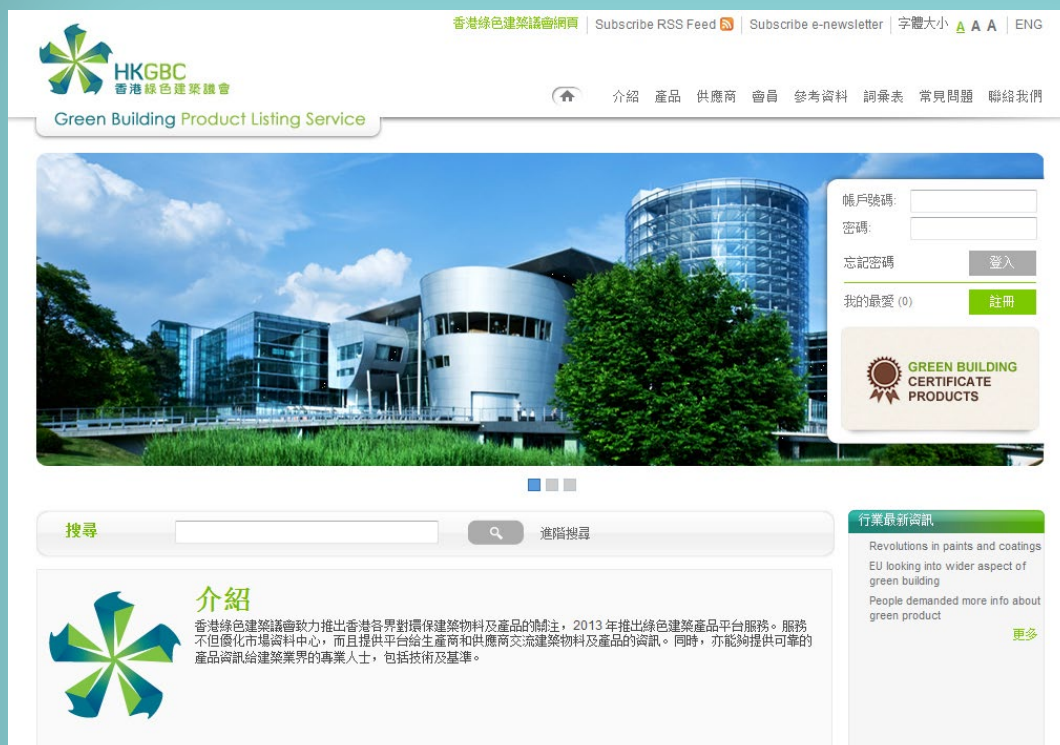 香港綠色建築議會網頁 | Subscribe RSS Feed | Subscribe e-newsletter | 字體大小 A A A | ENG
HKGBC
香港綠色建築議會
介紹 產品 供應商 會員 參考資料 詞彙表 常見問題 聯絡我們
Green Building Product Listing Service
帳戶號碼:
密碼:
忘記密碼 登入
我的最愛 (0) 註冊
GREEN BUILDING
CERTIFICATE
PRODUCTS
搜尋 進階搜尋
行業最新資訊
Revolutions in paints and coatings
EU looking into wider aspect of
green building
People demanded more info about
green product
更多
介紹
香港綠色建築議會致力推出香港各界對環保建築物料及產品的關注，2013 年推出綠色建築產品平台服務。服務
不但優化市場資料中心，而且提供平台給生產商和供應商交流建築物料及產品的資訊。同時，亦能夠提供可靠的
產品資訊給建築業界的專業人士，包括技術及基準。